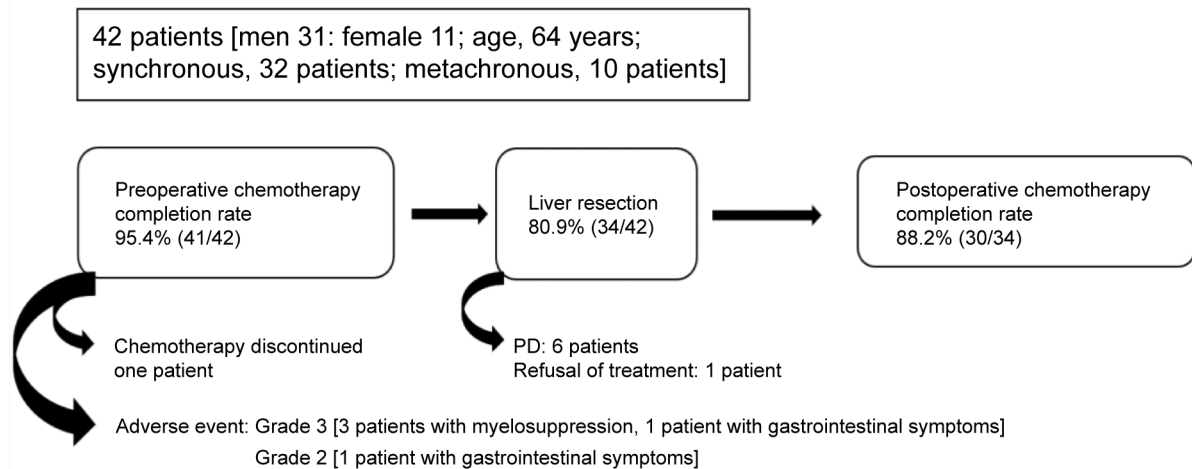 42 patients [men 31: female 11; age, 64 years;
synchronous, 32 patients; metachronous, 10 patients]
Preoperative chemotherapy
completion rate
95.4% (41/42)
Liver resection
80.9% (34/42)
Postoperative chemotherapy
completion rate
88.2% (30/34)
Chemotherapy discontinued
one patient
PD: 6 patients
Refusal of treatment: 1 patient
Adverse event: Grade 3 [3 patients with myelosuppression, 1 patient with gastrointestinal symptoms]
Grade 2 [1 patient with gastrointestinal symptoms]